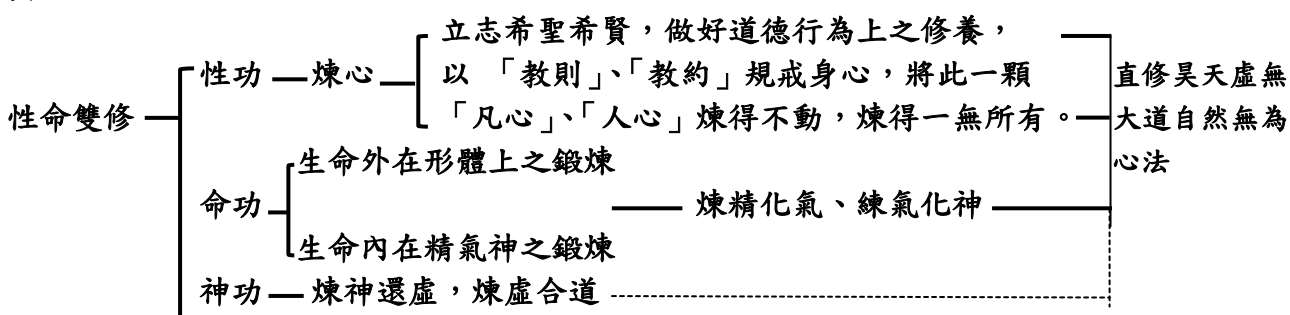 立志希聖希賢，做好道德行為上之修養，
性功 煉心 以 「教則」、「教約」規戒身心，將此一顆 直修昊天虛無
性命雙修 「凡心」、「人心」煉得不動，煉得一無所有。 大道自然無為
生命外在形體上之鍛煉 心法
命功 煉精化氣、練氣化神
生命內在精氣神之鍛煉
神功 煉神還虛，煉虛合道